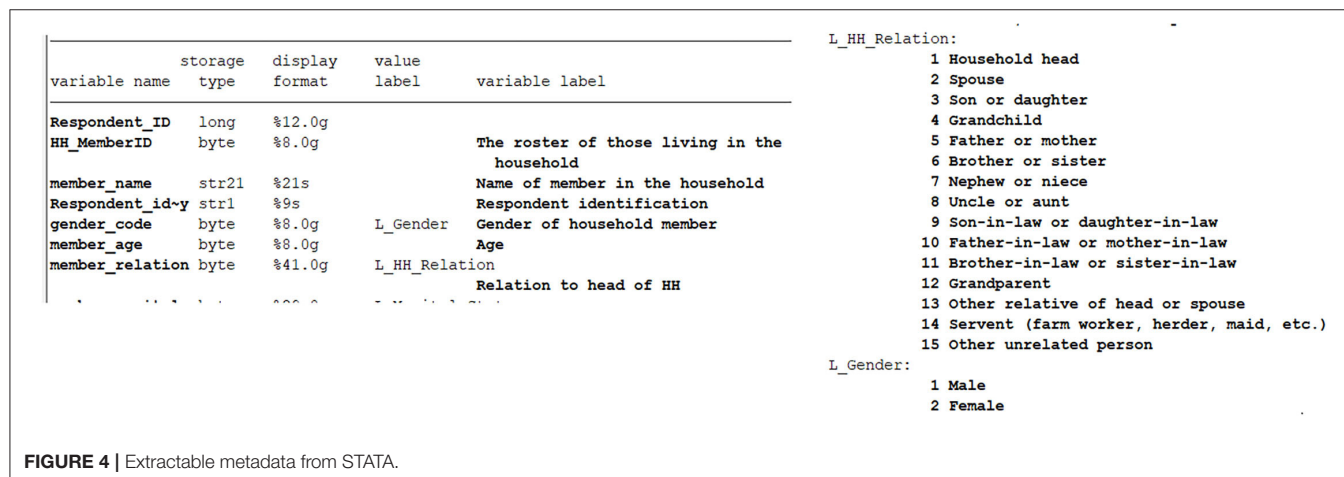 storage display value
variable name type format label variable label
Respondent_ID long %12.0g
HH_MemberID byte %8.0g The roster of those living in the
household
member_name str21 %21s Name of member in the household
Respondent_id~y str1 %9s Respondent identification
gender_code byte %8.0g L_Gender Gender of household member
member_age byte %8.0g Age
member_relation byte %41.0g L_HH_Relation
Relation to head of HH
L_HH_Relation:
1 Household head
2 Spouse
3 Son or daughter
4 Grandchild
5 Father or mother
6 Brother or sister
7 Nephew or niece
8 Uncle or aunt
9 Son-in-law or daughter-in-law
10 Father-in-law or mother-in-law
11 Brother-in-law or sister-in-law
12 Grandparent
13 Other relative of head or spouse
14 Servent (farm worker, herder, maid, etc.)
15 Other unrelated person
L_Gender:
1 Male
2 Female
FIGURE 4 | Extractable metadata from STATA.